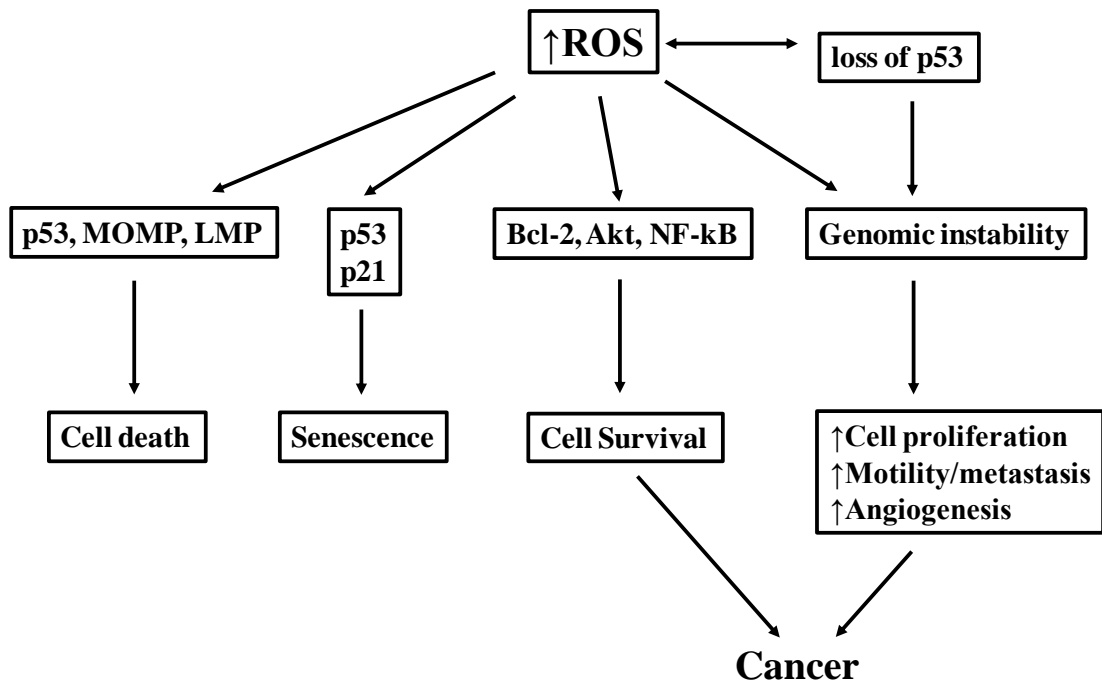 ↑ROS
loss of p53
p53, MOMP, LMP
p53
p21
Bcl-2, Akt, NF-kB
Genomic instability
Cell death
Senescence
Cell Survival
↑Cell proliferation
↑Motility/metastasis
↑Angiogenesis
Cancer